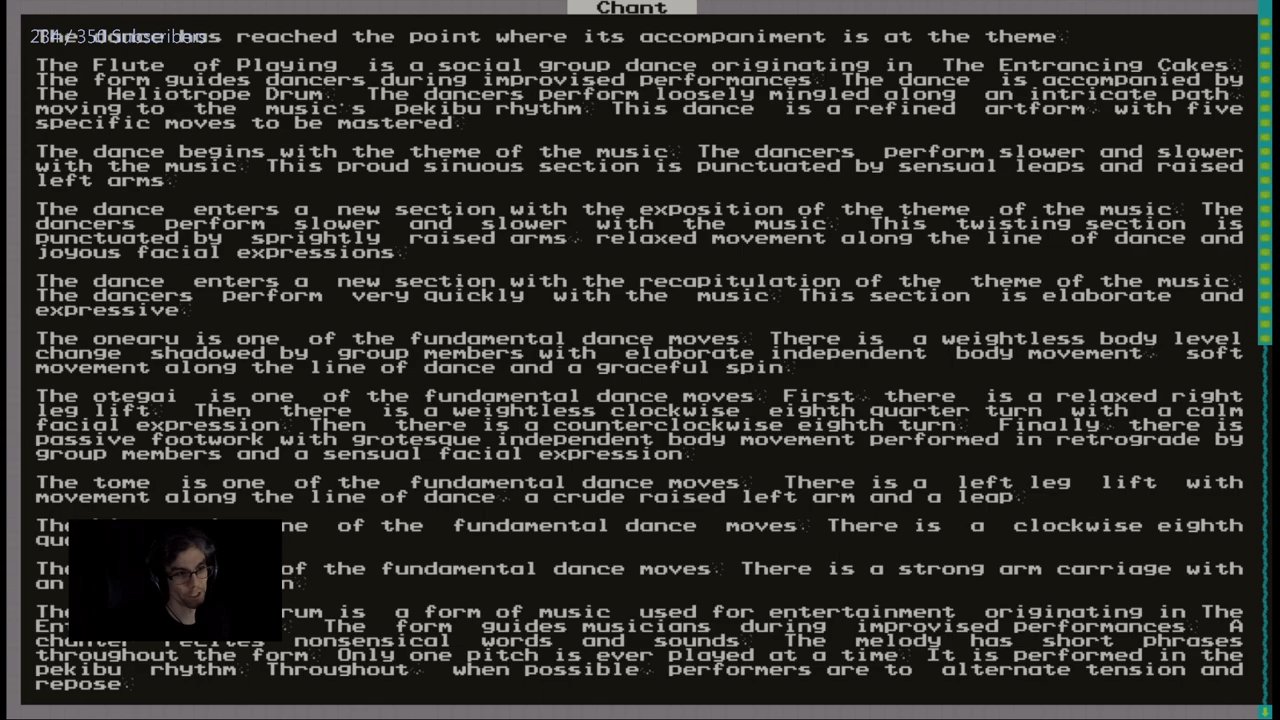 Chant
The dance has reached the point where its accompaniment is at the theme.
284 / 350 Subscribers
The Flute of Playing is a social group dance originating in The Entrancing Cakes.
The form guides dancers during improvised performances. The dance is accompanied by
The Heliotrope Drum. The dancers perform loosely mingled along an intricate path,
moving to the music's pekibu rhythm. This dance is a refined artform, with five
specific moves to be mastered.
The dance begins with the theme of the music. The dancers perform slower and slower
with the music. This proud sinuous section is punctuated by sensual leaps and raised
left arms.
The dance enters a new section with the exposition of the theme of the music. The
dancers perform slower and slower with the music. This twisting section is
punctuated by sprightly raised arms, relaxed movement along the line of dance and
joyous facial expressions.
The dance enters a new section with the recapitulation of the theme of the music.
The dancers perform very quickly with the music. This section is elaborate and
expressive.
The onearu is one of the fundamental dance moves. There is a weightless body level
change shadowed by group members with elaborate independent body movement, soft
movement along the line of dance and a graceful spin.
The otegai is one of the fundamental dance moves. First, there is a relaxed right
leg lift. Then, there is a weightless clockwise eighth quarter turn with a calm
facial expression. Then, there is a counterclockwise eighth turn. Finally, there is
passive footwork with grotesque independent body movement performed in retrograde by
group members and a sensual facial expression.
The tome is one of the fundamental dance moves. There is a left leg lift with
movement along the line of dance, a crude raised left arm and a leap.
The of the fundamental dance moves. There is a clockwise eighth
The of the fundamental dance moves. There is a strong arm carriage with
an
The is a form of music used for entertainment originating in The
The form guides musicians during improvised performances. A
chanter recites nonsensical words and sounds. The melody has short phrases
throughout the form. Only one pitch is ever played at a time. It is performed in the
pekibu rhythm. Throughout, when possible, performers are to alternate tension and
repose.